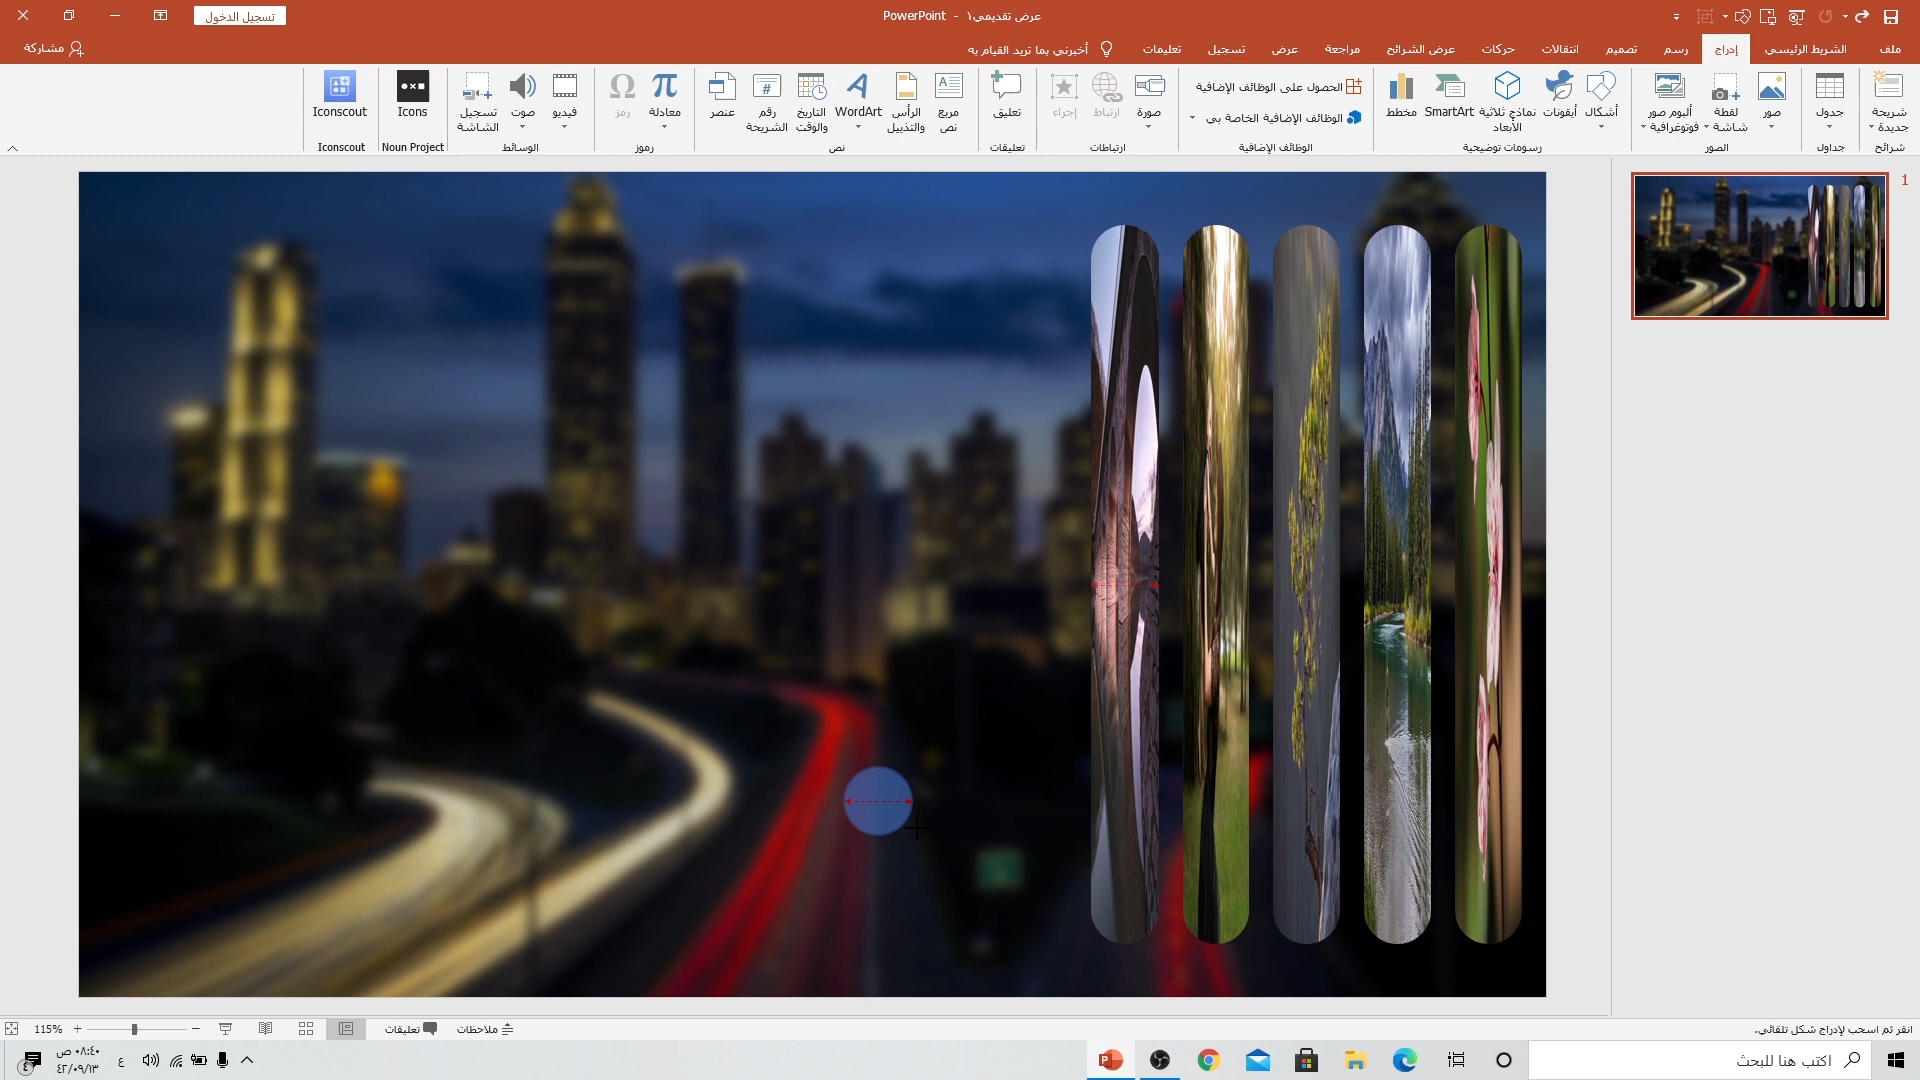 عرض تقديمي١ - PowerPoint
تسجيل الدخول
ملف
الشريط الرئيسي
إدراج
رسم
تصميم
انتقالات
حركات
عرض الشرائح
مراجعة
عرض
تسجيل
تعليمات
أخبرني بما تريد القيام به
مشاركة
شريحة جديدة
شرائح
جدول
جداول
صور
لقطة شاشة
ألبوم صور فوتوغرافية
الصور
أشكال
أيقونات
نماذج ثلاثية الأبعاد
SmartArt
مخطط
رسومات توضيحية
الحصول على الوظائف الإضافية
الوظائف الإضافية الخاصة بي
الوظائف الإضافية
صورة
ارتباط
إجراء
ارتباطات
تعليق
تعليقات
مربع نص
الرأس والتذييل
WordArt
التاريخ والوقت
رقم الشريحة
عنصر
نص
معادلة
رمز
رموز
فيديو
صوت
تسجيل الشاشة
الوسائط
Icons
Noun Project
Iconscout
Iconscout
1
انقر ثم اسحب لإدراج شكل تلقائي.
ملاحظات
تعليقات
115%
اكتب هنا للبحث
ع
٠٨:٤٠ ص
٤٢/٠٩/١٣
٤